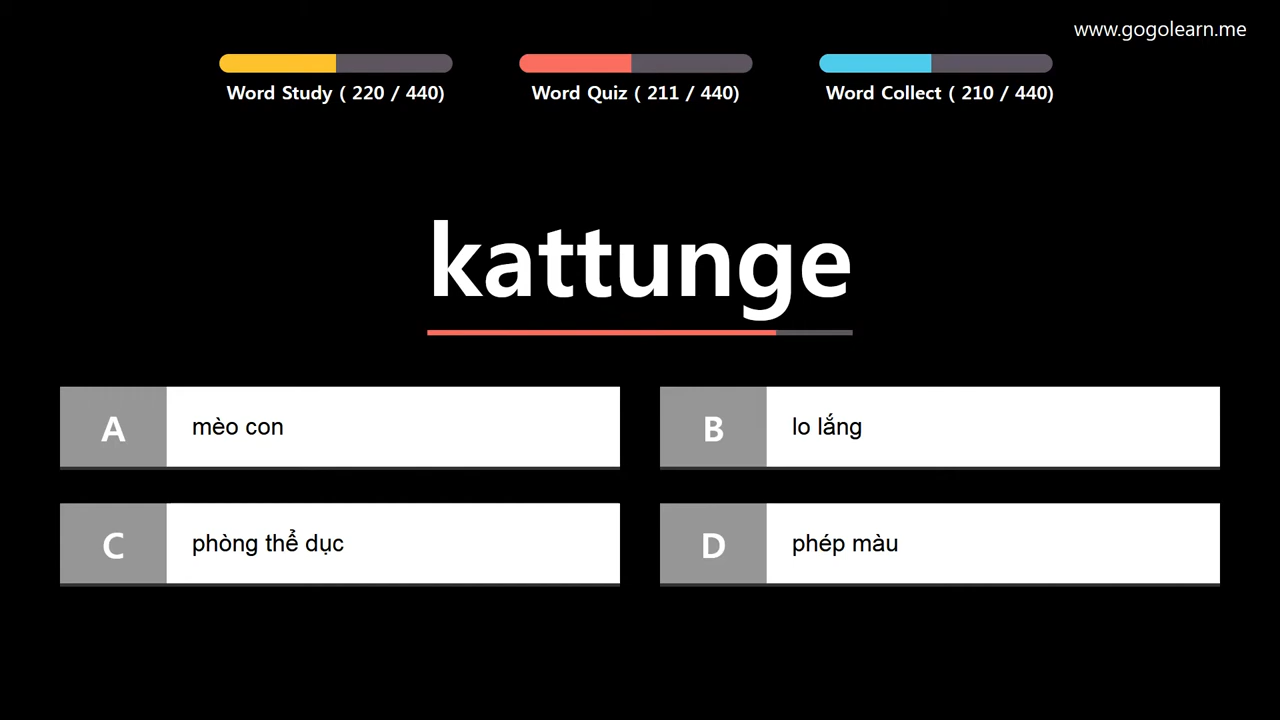 www.gogolearn.me
Word Study ( 220 / 440)
Word Quiz ( 211 / 440)
Word Collect ( 210 / 440)
kattunge
A mèo con
B lo lắng
C phòng thể dục
D phép màu